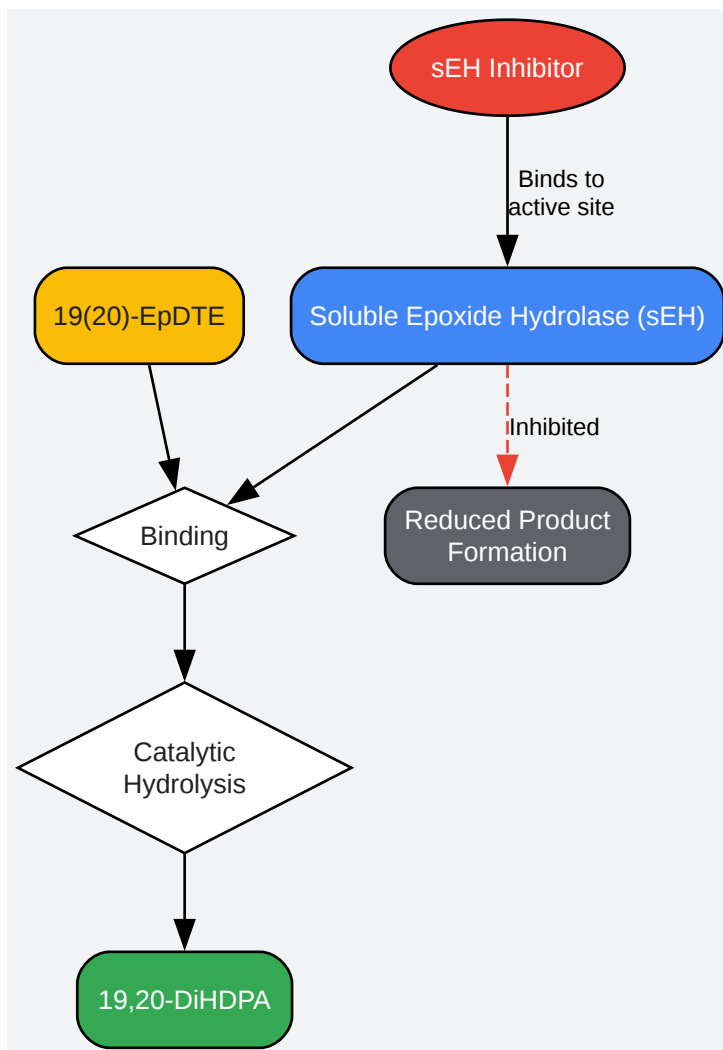 sEH Inhibitor
Binds to
active site
19(20)-EpDTE
Soluble Epoxide Hydrolase (sEH)
Inhibited
Reduced Product
Formation
Binding
Catalytic
Hydrolysis
19,20-DiHDPA